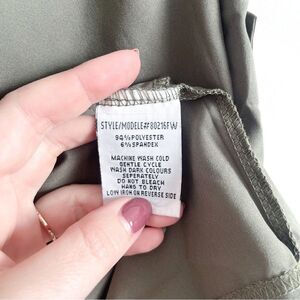 STYLE/MODELE# 80216FW
94% POLYESTER
6% SPANDEX
MACHINE WASH COLD
GENTLE CYCLE
WASH DARK COLOURS
SEPERATELY
DO NOT BLEACH
HANG TO DRY
LOW IRON ON REVERSE SIDE